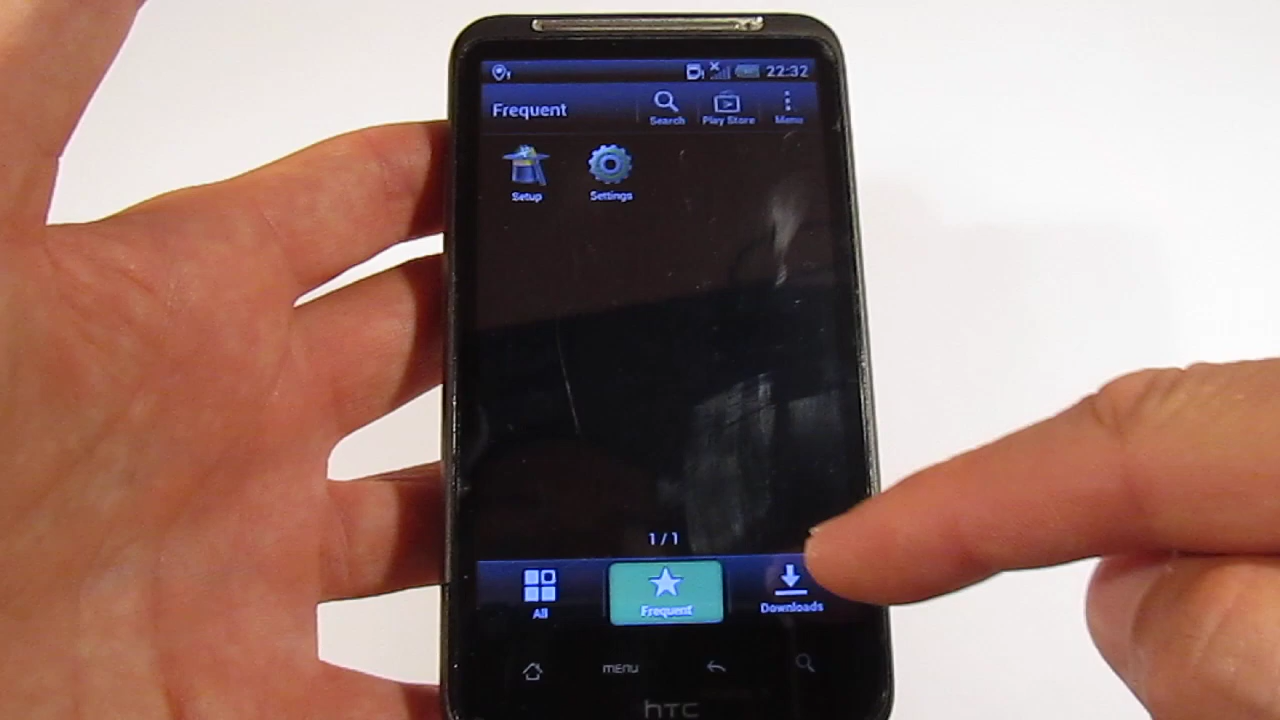 22:32
Frequent
Search
Play Store
Menu
Setup
Settings
1/1
All
Frequent
Downloads
menu
hTC